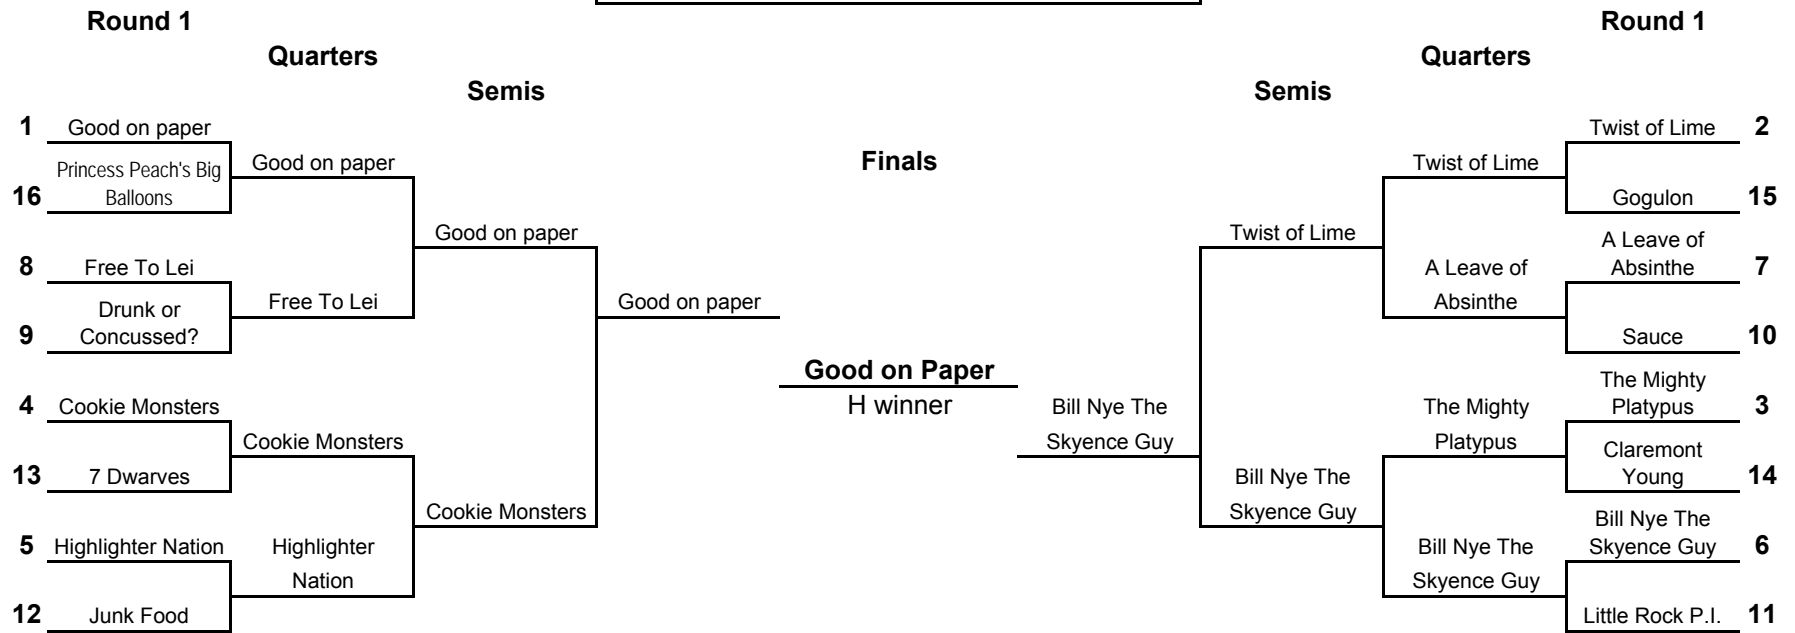 Round 1
Round 1
Quarters
Quarters
Semis
Semis
1 Good on paper
Twist of Lime 2
Princess Peach's Big
Balloons
16
Good on paper
Finals
Twist of Lime
Gogulon 15
Good on paper
Twist of Lime
8 Free To Lei
A Leave of
Absinthe 7
Drunk or
Concussed?
9
Free To Lei
Good on paper
A Leave of
Absinthe
Sauce 10
Good on Paper
H winner
4 Cookie Monsters
Bill Nye The
Skyence Guy
The Mighty
Platypus
The Mighty
Platypus 3
Cookie Monsters
13 7 Dwarves
Claremont
Young 14
Cookie Monsters
Bill Nye The
Skyence Guy
5 Highlighter Nation
Highlighter
Nation
Bill Nye The
Skyence Guy
Bill Nye The
Skyence Guy 6
12 Junk Food
Little Rock P.I. 11